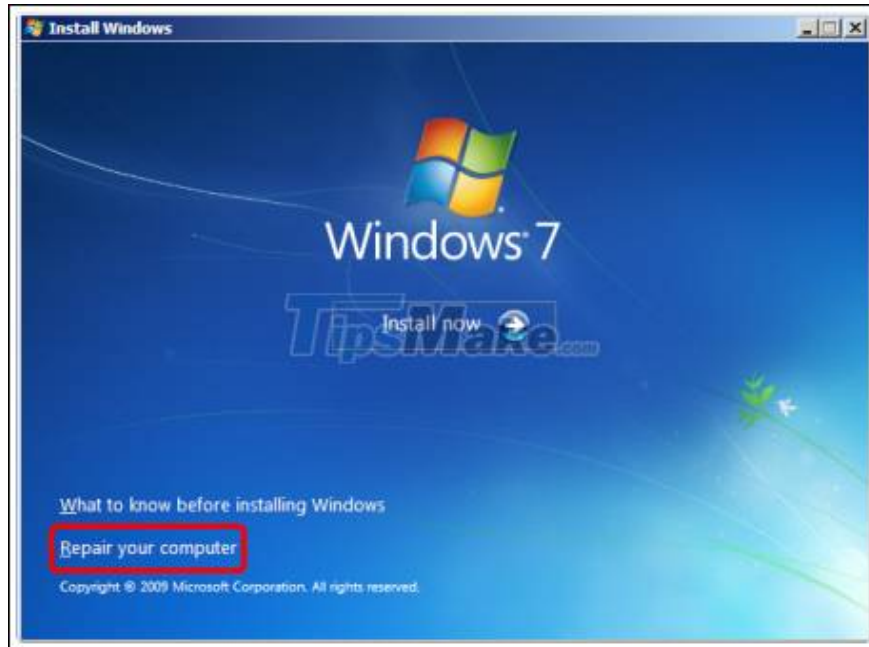 Install Windows
Windows 7
Install now
TipsMake.com
What to know before installing Windows
Repair your computer
Copyright © 2009 Microsoft Corporation. All rights reserved.